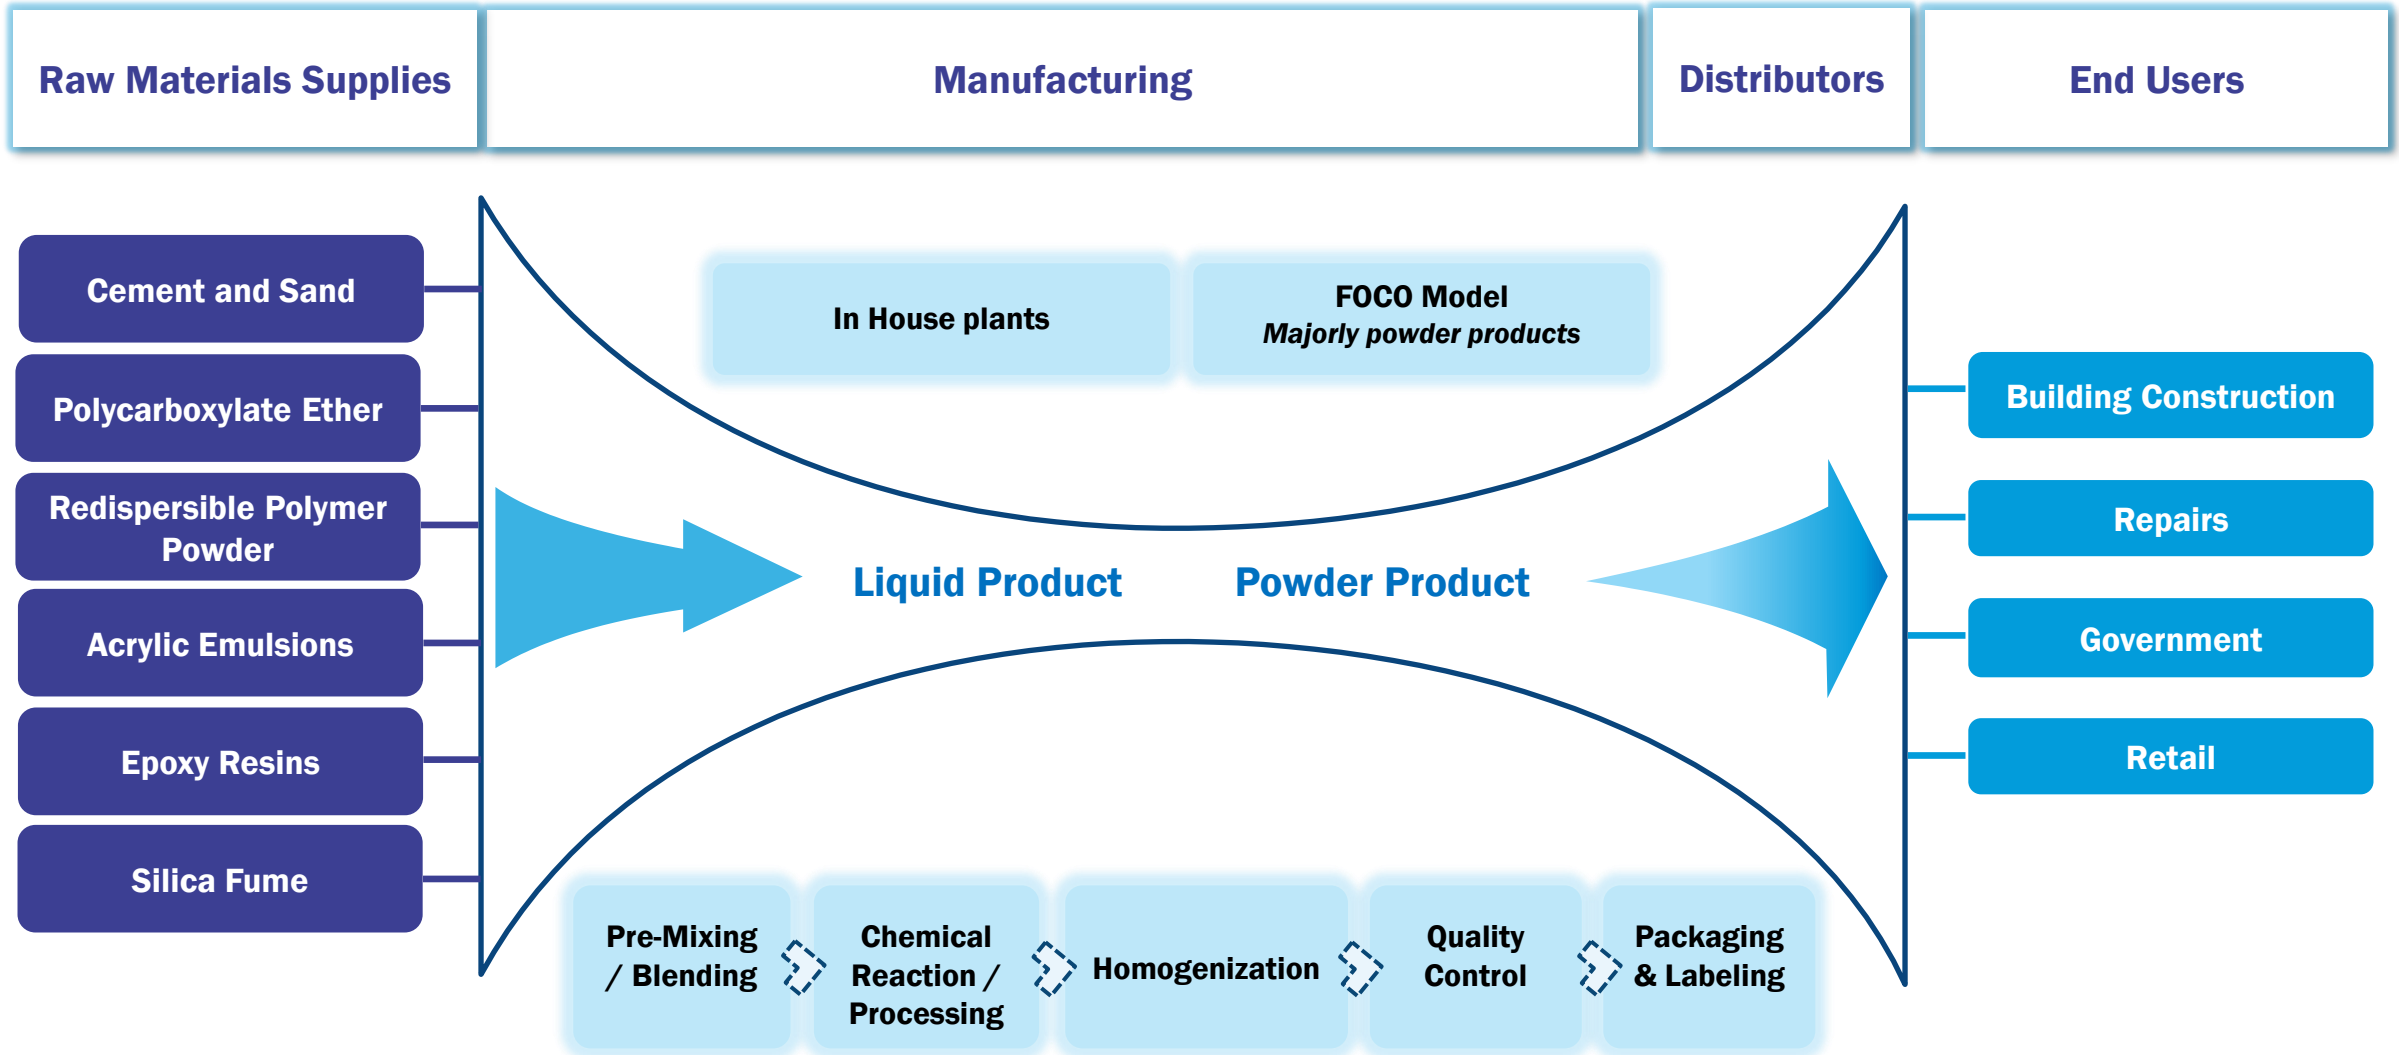 Raw Materials Supplies
Manufacturing
Distributors
End Users
Cement and Sand
Polycarboxylate Ether
Redispersible Polymer
Powder
Acrylic Emulsions
Epoxy Resins
Silica Fume
In House plants
FOCO Model
Majorly powder products
Liquid Product
Powder Product
Pre-Mixing
/ Blending
Chemical
Reaction /
Processing
Homogenization
Quality
Control
Packaging
& Labeling
Building Construction
Repairs
Government
Retail